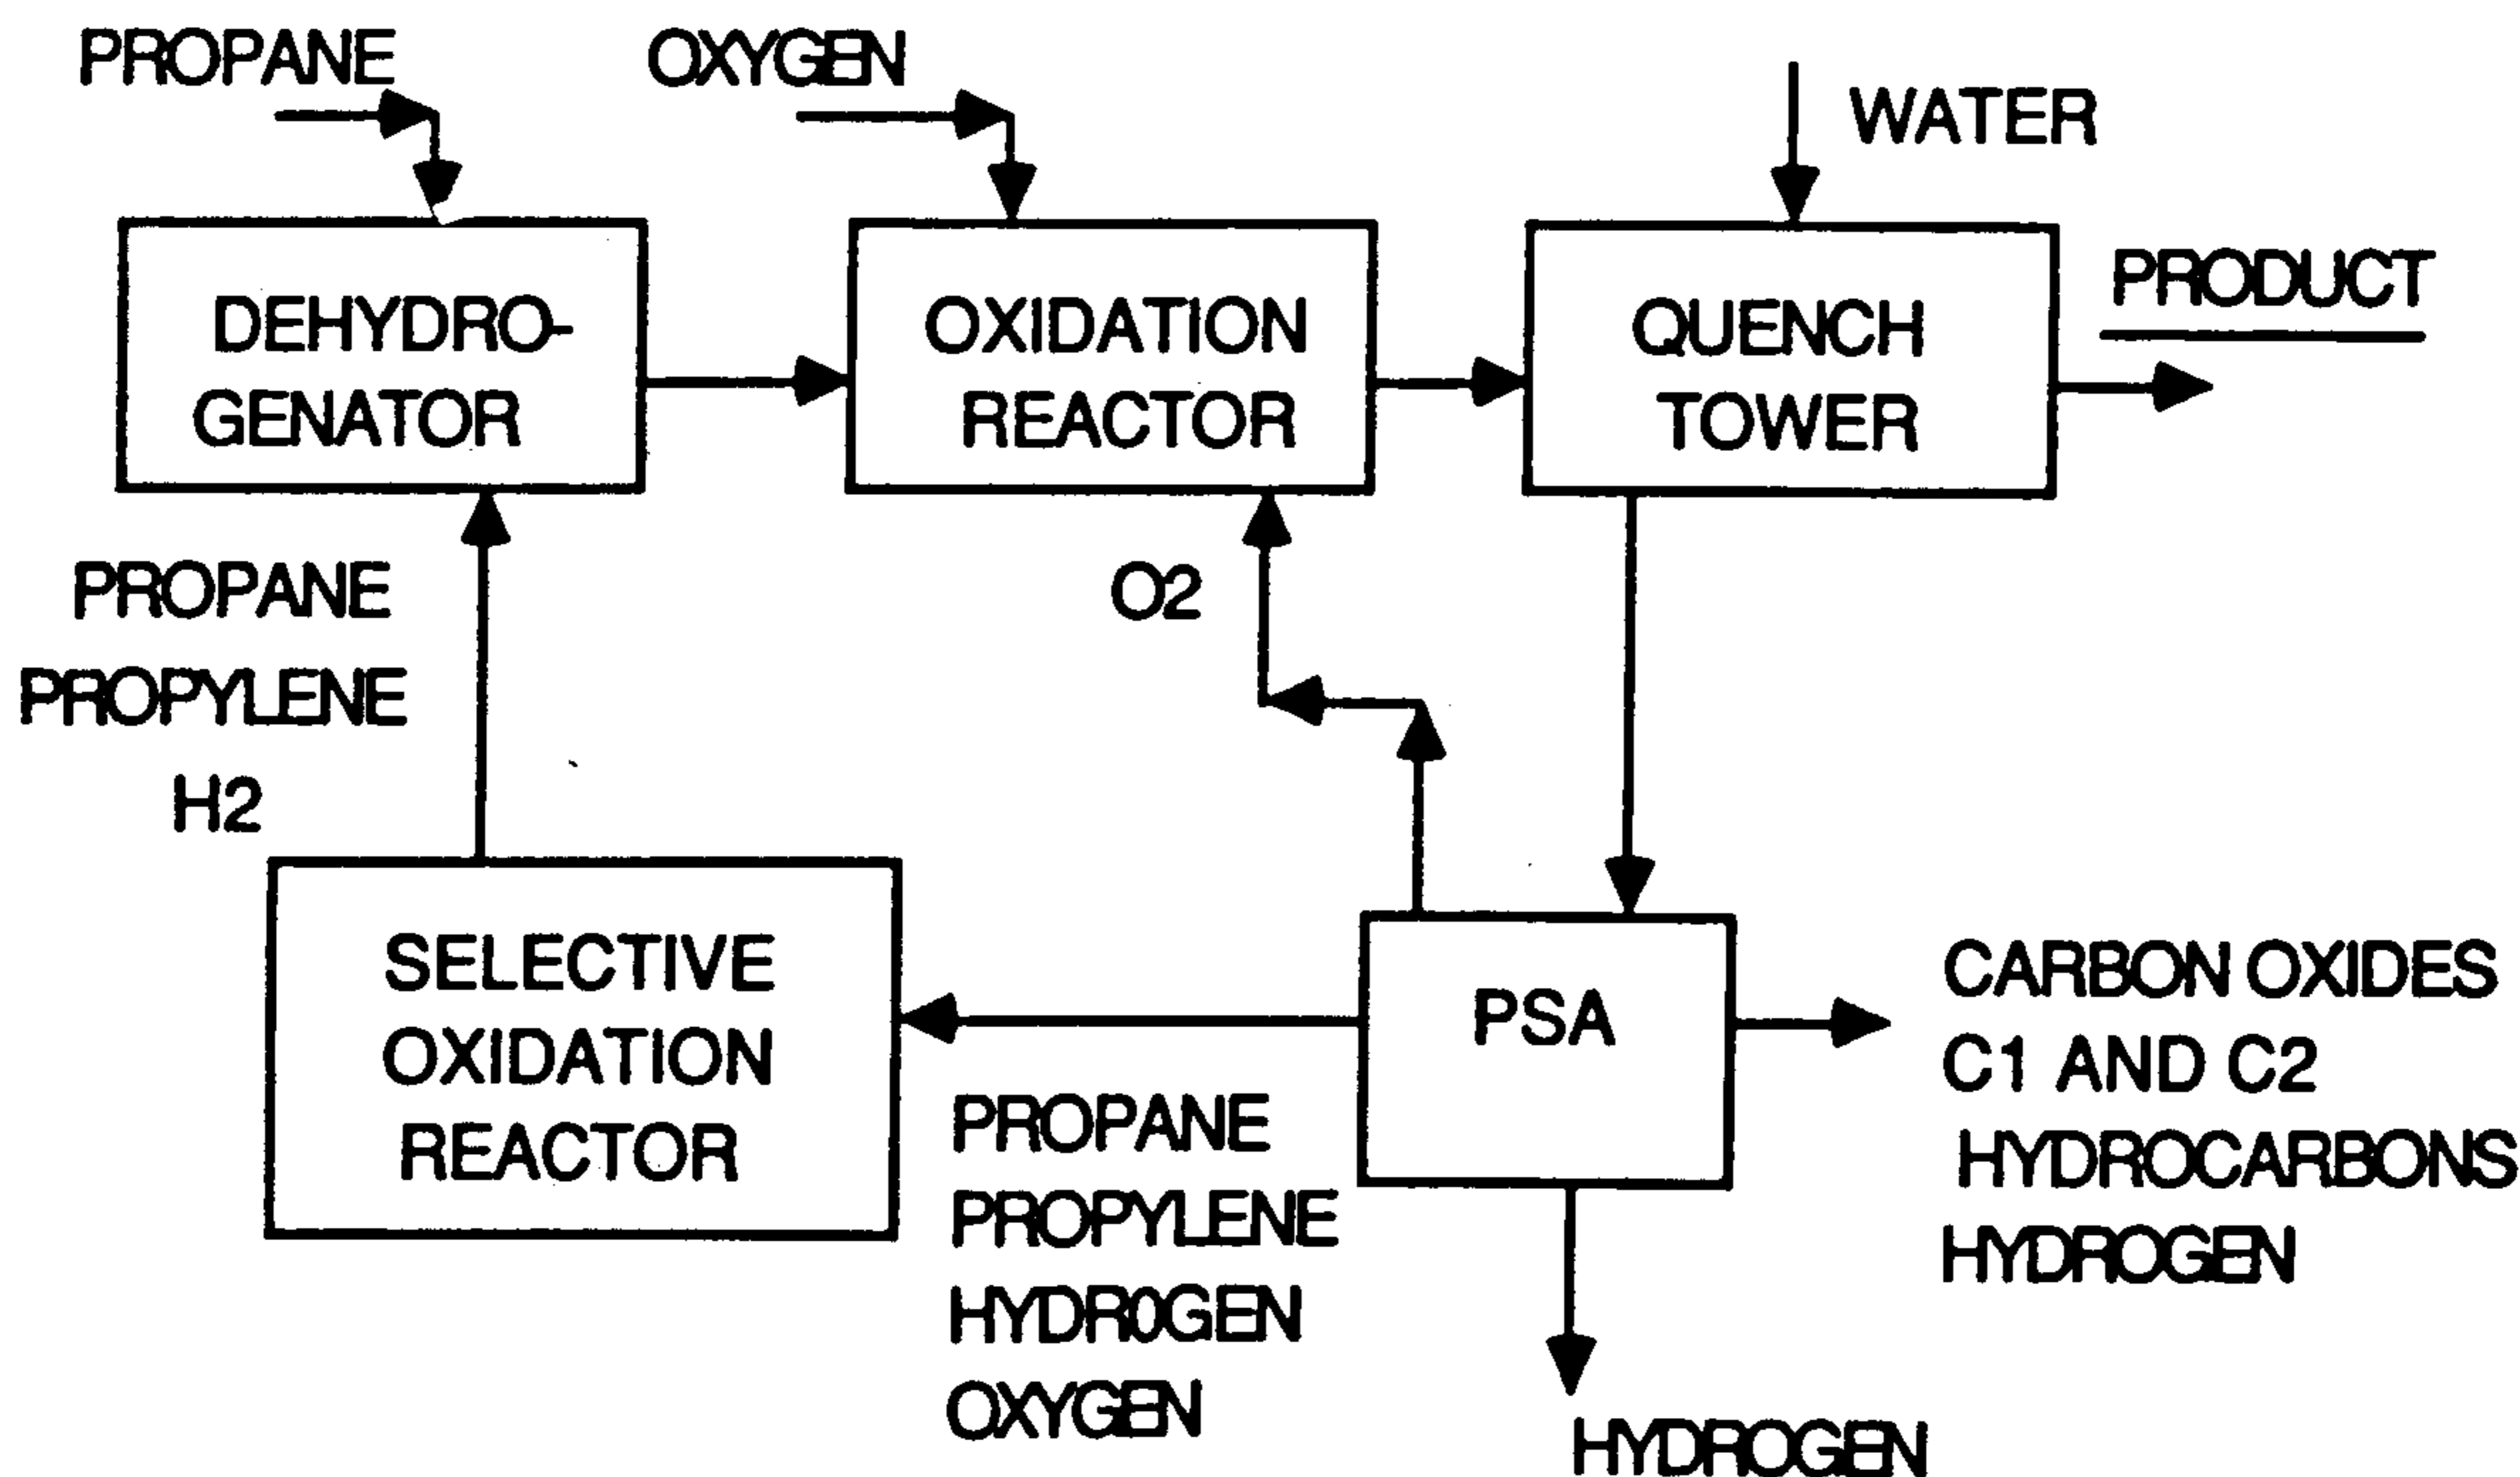 PROPANE
OXYGEN
WATER
DEHYDRO-
GENATOR
OXIDATION
REACTOR
QUENCH
TOWER
PRODUCT
PROPANE
PROPYLENE
H2
O2
SELECTIVE
OXIDATION
REACTOR
PROPANE
PROPYLENE
HYDR0GEN
OXYGEN
PSA
CARBON OXIDES
C1 AND C2
HYDROCARBONS
HYDROGEN
HYDROGEN